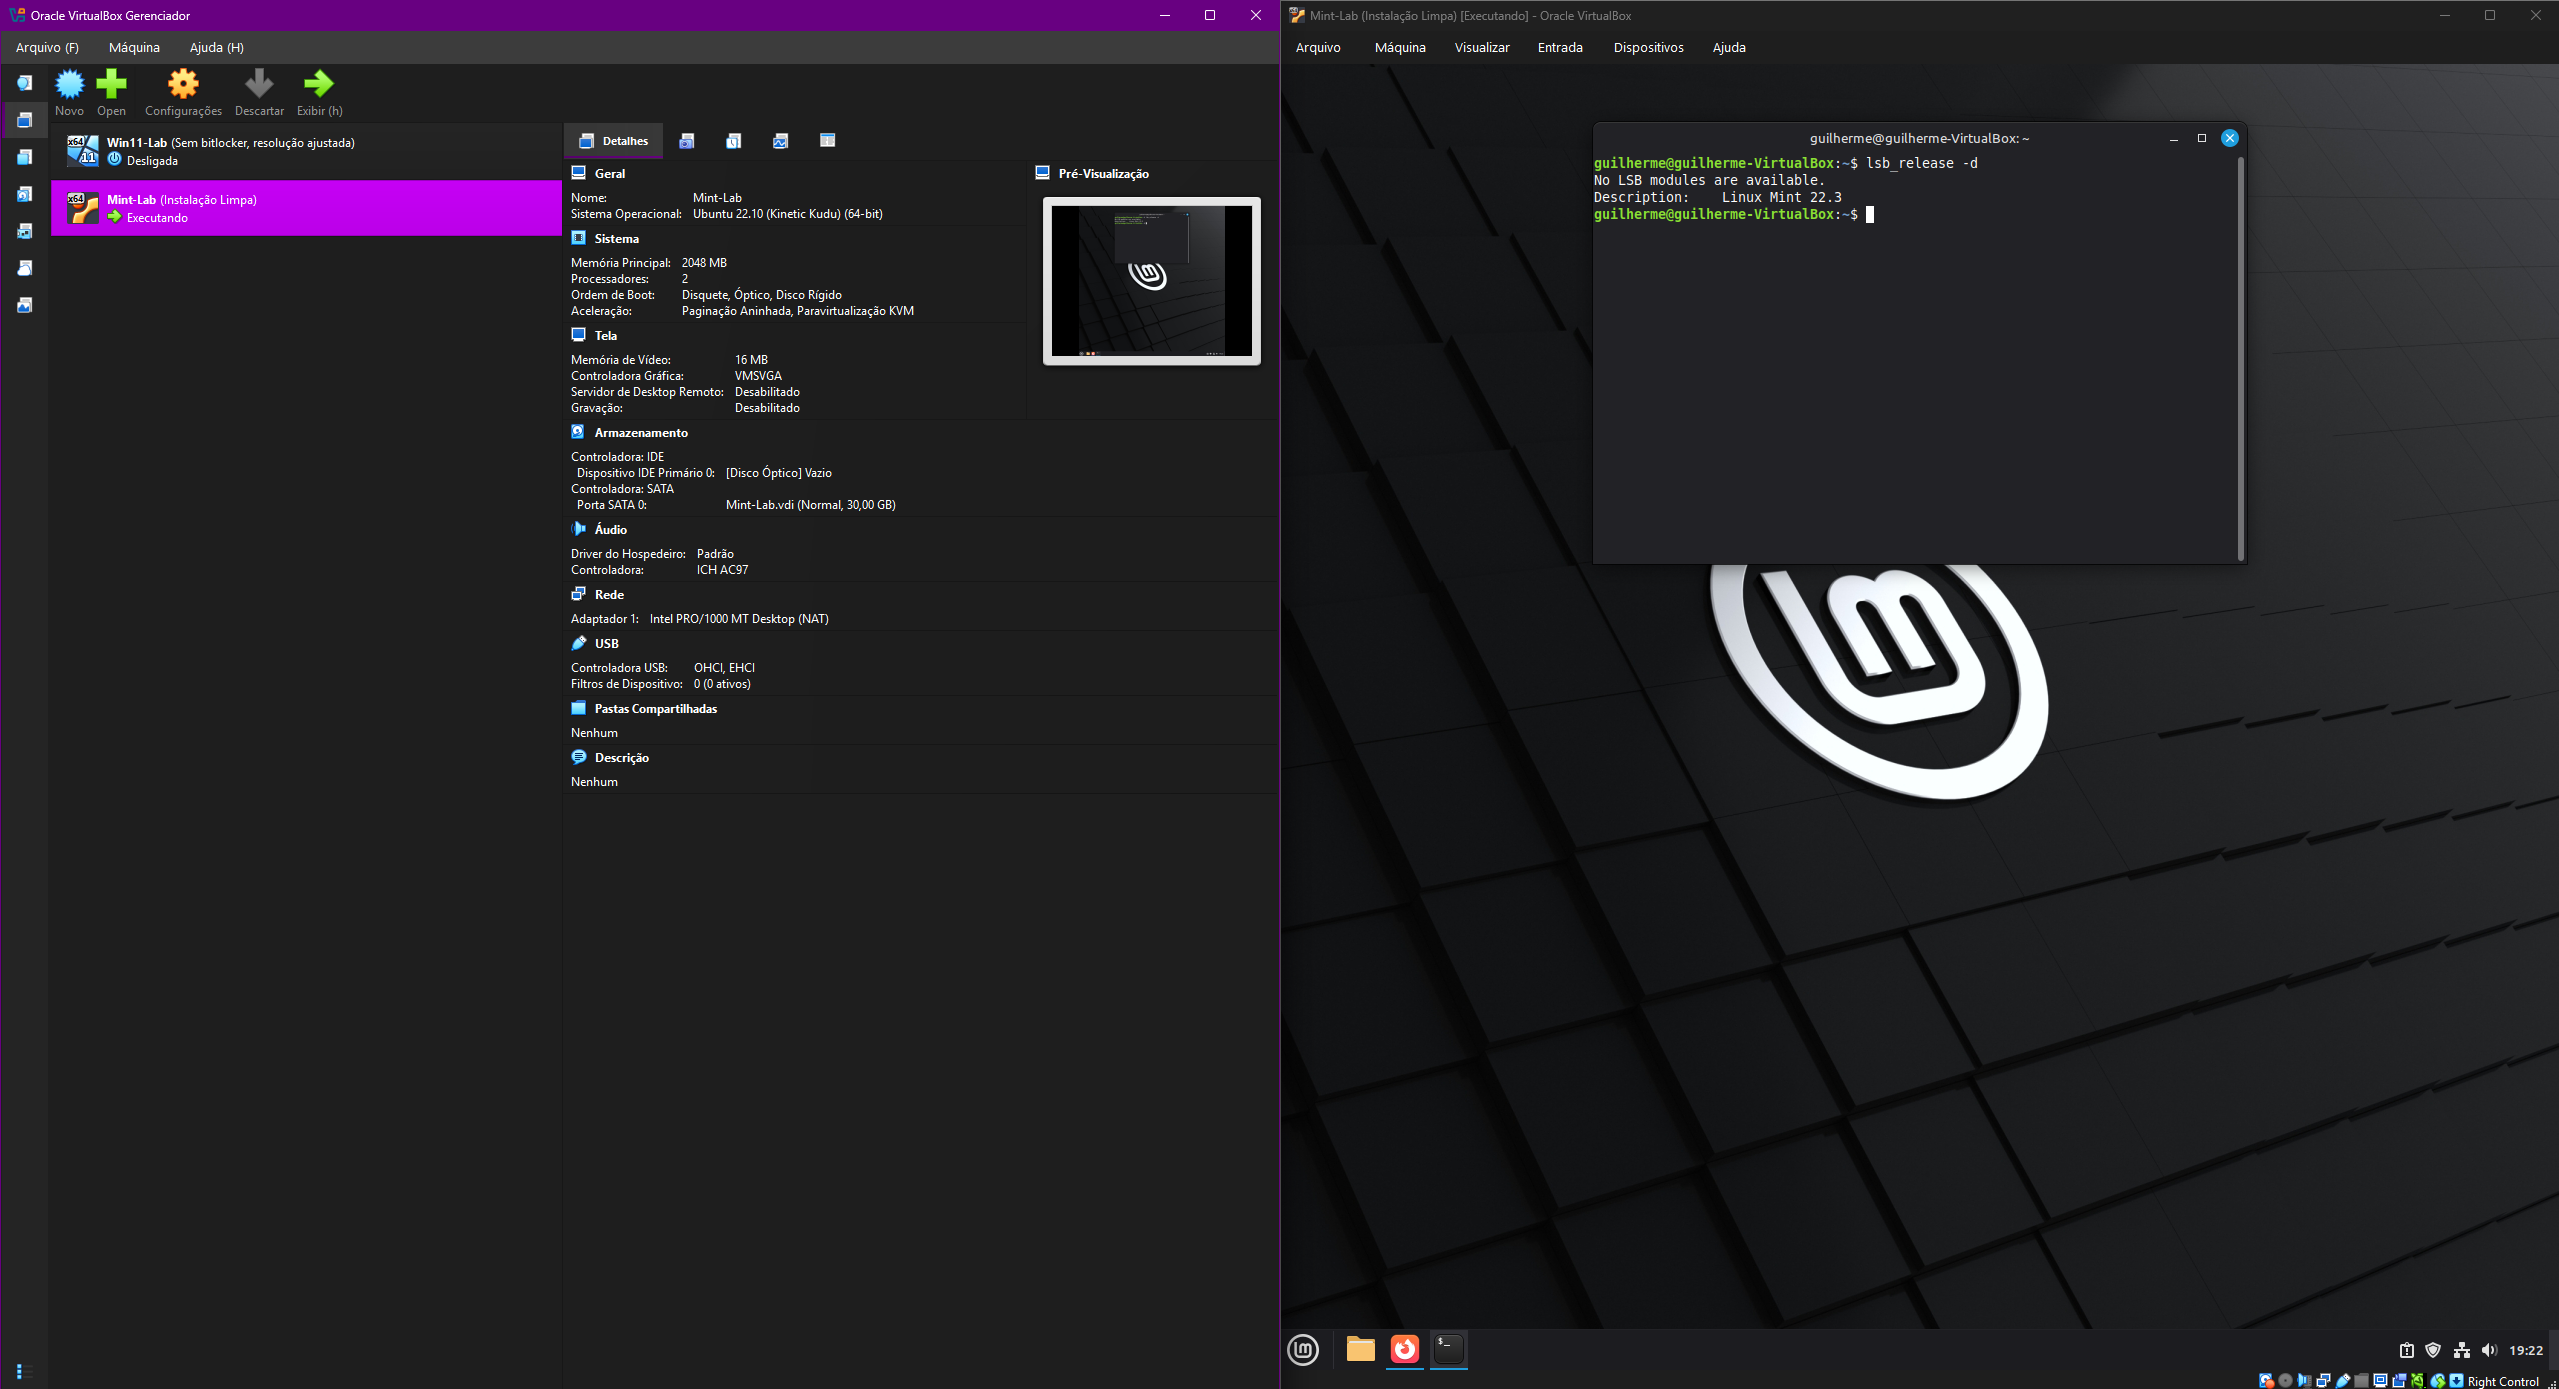 Oracle VirtualBox Gerenciador
Arquivo (F) Máquina Ajuda (H)
Novo Open Configurações Descartar Exibir (h)
Win11-Lab (Sem bitlocker, resolução ajustada)
Desligada
Mint-Lab (Instalação Limpa)
Executando
Detalhes
Geral
Nome: Mint-Lab
Sistema Operacional: Ubuntu 22.10 (Kinetic Kudu) (64-bit)
Sistema
Memória Principal: 2048 MB
Processadores: 2
Ordem de Boot: Disquete, Óptico, Disco Rígido
Aceleração: Paginação Aninhada, Paravirtualização KVM
Tela
Memória de Vídeo: 16 MB
Controladora Gráfica: VMSVGA
Servidor de Desktop Remoto: Desabilitado
Gravação: Desabilitado
Armazenamento
Controladora: IDE
Dispositivo IDE Primário 0: [Disco Óptico] Vazio
Controladora: SATA
Porta SATA 0: Mint-Lab.vdi (Normal, 30,00 GB)
Áudio
Driver do Hospedeiro: Padrão
Controladora: ICH AC97
Rede
Adaptador 1: Intel PRO/1000 MT Desktop (NAT)
USB
Controladora USB: OHCI, EHCI
Filtros de Dispositivo: 0 (0 ativos)
Pastas Compartilhadas
Nenhum
Descrição
Nenhum
Pré-Visualização
Mint-Lab (Instalação Limpa) [Executando] - Oracle VirtualBox
Arquivo Máquina Visualizar Entrada Dispositivos Ajuda
guilherme@guilherme-VirtualBox: ~
guilherme@guilherme-VirtualBox:~$ lsb_release -d
No LSB modules are available.
Description: Linux Mint 22.3
guilherme@guilherme-VirtualBox:~$
19:22
Right Control